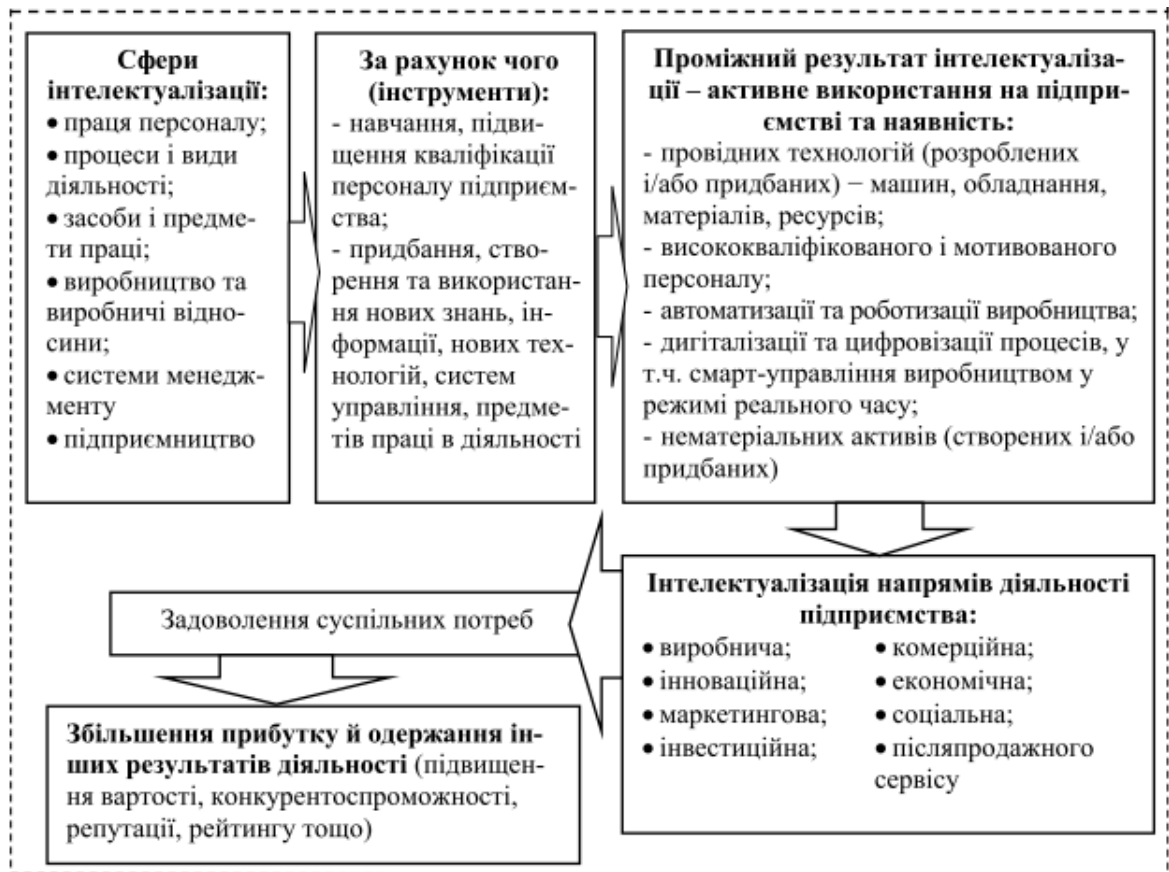 Сфери
інтелектуалізації:
• праця персоналу;
• процеси і види
діяльності;
• засоби і предме-
ти праці;
• виробництво та
виробничі відно-
сини;
• системи менедж-
менту
• підприємництво
За рахунок чого
(інструменти):
- навчання, підви-
щення кваліфікації
персоналу підприєм-
ства;
- придбання, ство-
рення та використан-
ня нових знань, ін-
формації, нових тех-
нологій, систем
управління, предме-
тів праці в діяльності
Проміжний результат інтелектуаліза-
ції – активне використання на підпри-
ємстві та наявність:
- провідних технологій (розроблених
і/або придбаних) – машин, обладнання,
матеріалів, ресурсів;
- висококваліфікованого і мотивованого
персоналу;
- автоматизації та роботизації виробництва;
- дигіталізації та цифровізації процесів, у
т.ч. смарт-управління виробництвом у
режимі реального часу;
- нематеріальних активів (створених і/або
придбаних)
Інтелектуалізація напрямів діяльності
підприємства:
• виробнича;
• інноваційна;
• маркетингова;
• інвестиційна;
• комерційна;
• економічна;
• соціальна;
• післяпродажного
сервісу
Задоволення суспільних потреб
Збільшення прибутку й одержання ін-
ших результатів діяльності (підвищен-
ня вартості, конкурентоспроможності,
репутації, рейтингу тощо)